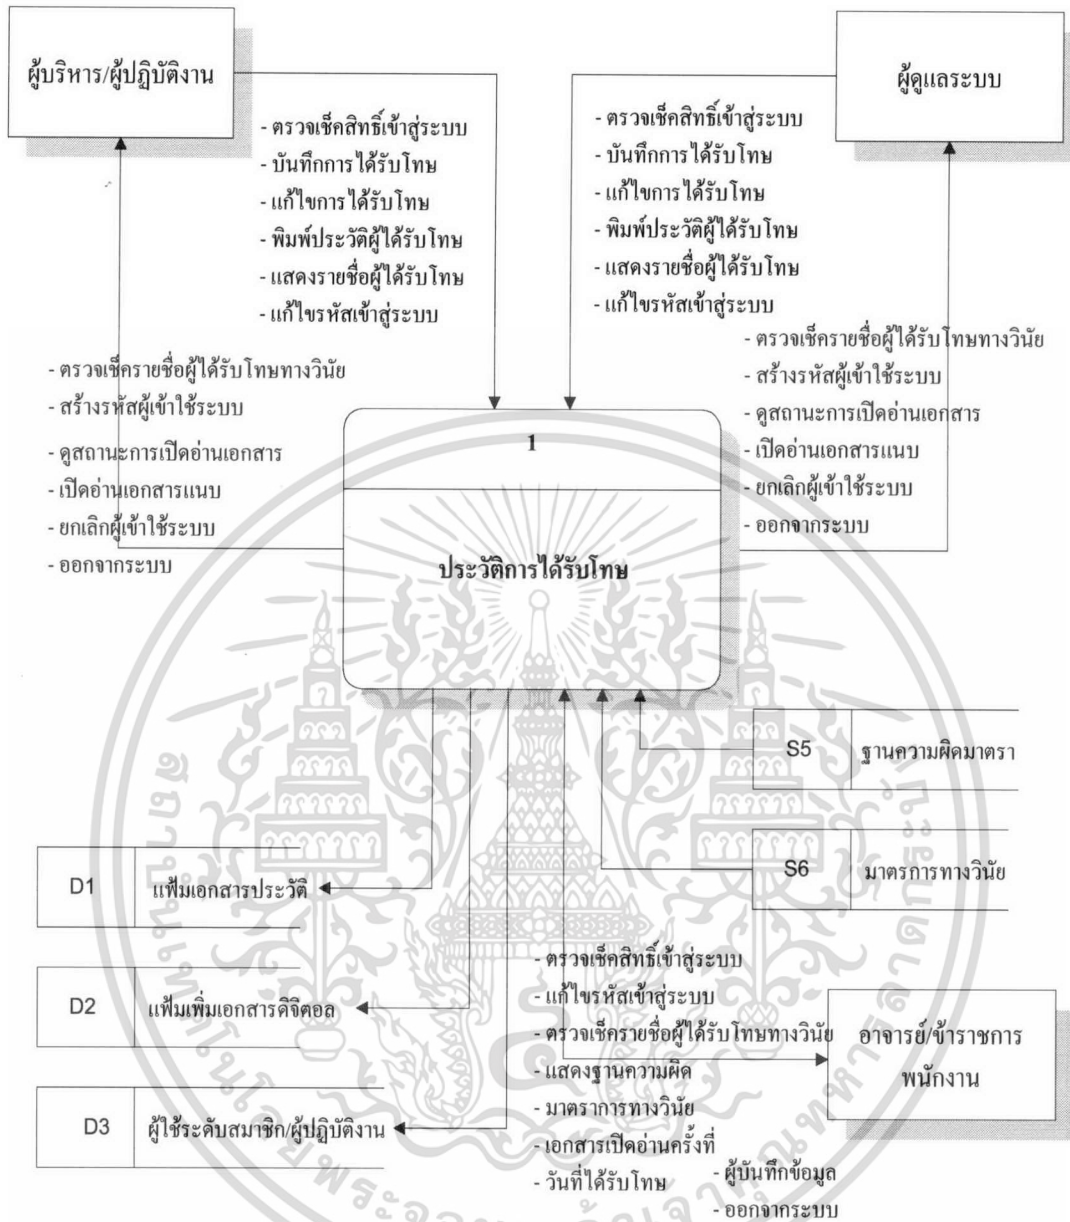 ผู้บริหาร/ผู้ปฏิบัติงาน
ผู้ดูแลระบบ
- ตรวจเช็คสิทธิ์เข้าสู่ระบบ
- บันทึกการได้รับโทษ
- แก้ไขการได้รับโทษ
- พิมพ์ประวัติผู้ได้รับโทษ
- แสดงรายชื่อผู้ได้รับโทษ
- แก้ไขรหัสเข้าสู่ระบบ
- ตรวจเช็คสิทธิ์เข้าสู่ระบบ
- บันทึกการได้รับโทษ
- แก้ไขการได้รับโทษ
- พิมพ์ประวัติผู้ได้รับโทษ
- แสดงรายชื่อผู้ได้รับโทษ
- แก้ไขรหัสเข้าสู่ระบบ
- ตรวจเช็ครายชื่อผู้ได้รับโทษทางวินัย
- สร้างรหัสผู้เข้าใช้ระบบ
- ดูสถานะการเปิดอ่านเอกสาร
- เปิดอ่านเอกสารแนบ
- ยกเลิกผู้เข้าใช้ระบบ
- ออกจากระบบ
- ตรวจเช็ครายชื่อผู้ได้รับโทษทางวินัย
- สร้างรหัสผู้เข้าใช้ระบบ
- ดูสถานะการเปิดอ่านเอกสาร
- เปิดอ่านเอกสารแนบ
- ยกเลิกผู้เข้าใช้ระบบ
- ออกจากระบบ
1
ประวัติการได้รับโทษ
S5 ฐานความผิดมาตรา
S6 มาตรการทางวินัย
D1 แฟ้มเอกสารประวัติ
D2 แฟ้มเพิ่มเอกสารดิจิตอล
D3 ผู้ใช้ระดับสมาชิก/ผู้ปฏิบัติงาน
- ตรวจเช็คสิทธิ์เข้าสู่ระบบ
- แก้ไขรหัสเข้าสู่ระบบ
- ตรวจเช็ครายชื่อผู้ได้รับโทษทางวินัย
- แสดงฐานความผิด
- มาตราการทางวินัย
- เอกสารเปิดอ่านครั้งที่
- วันที่ได้รับโทษ
- ผู้บันทึกข้อมูล
- ออกจากระบบ
อาจารย์/ข้าราชการ
พนักงาน